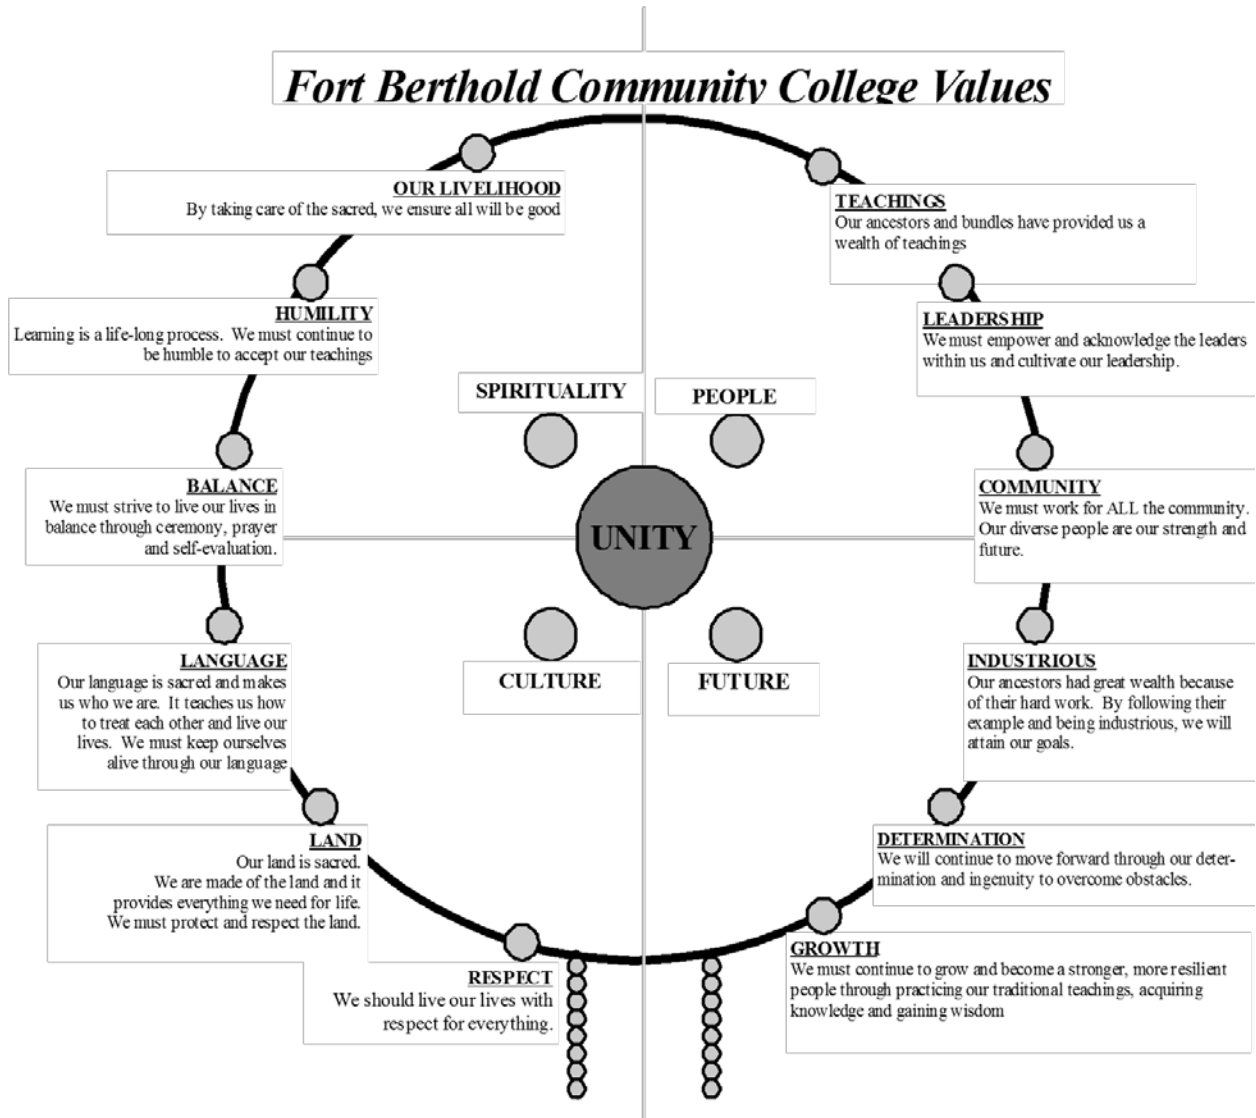 Fort Berthold Community College Values
OUR LIVELIHOOD
By taking care of the sacred, we ensure all will be good
TEACHINGS
Our ancestors and bundles have provided us a
wealth of teachings
HUMILITY
Learning is a life-long process. We must continue to
be humble to accept our teachings
LEADERSHIP
We must empower and acknowledge the leaders
within us and cultivate our leadership.
SPIRITUALITY
PEOPLE
BALANCE
We must strive to live our lives in
balance through ceremony, prayer
and self-evaluation.
UNITY
COMMUNITY
We must work for ALL the community.
Our diverse people are our strength and
future.
CULTURE
FUTURE
LANGUAGE
Our language is sacred and makes
us who we are. It teaches us how
to treat each other and live our
lives. We must keep ourselves
alive through our language
INDUSTRIOUS
Our ancestors had great wealth because
of their hard work. By following their
example and being industrious, we will
attain our goals.
LAND
Our land is sacred.
We are made of the land and it
provides everything we need for life.
We must protect and respect the land.
DETERMINATION
We will continue to move forward through our deter-
mination and ingenuity to overcome obstacles.
RESPECT
We should live our lives with
respect for everything.
GROWTH
We must continue to grow and become a stronger, more resilient
people through practicing our traditional teachings, acquiring
knowledge and gaining wisdom